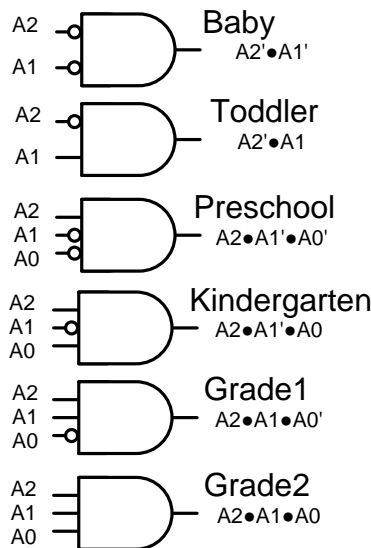 A2
A1
Baby
A2'●A1'
A2
A1
Toddler
A2'●A1
A2
A1
A0
Preschool
A2●A1'●A0'
A2
A1
A0
Kindergarten
A2●A1'●A0
A2
A1
A0
Grade1
A2●A1●A0'
A2
A1
A0
Grade2
A2●A1●A0